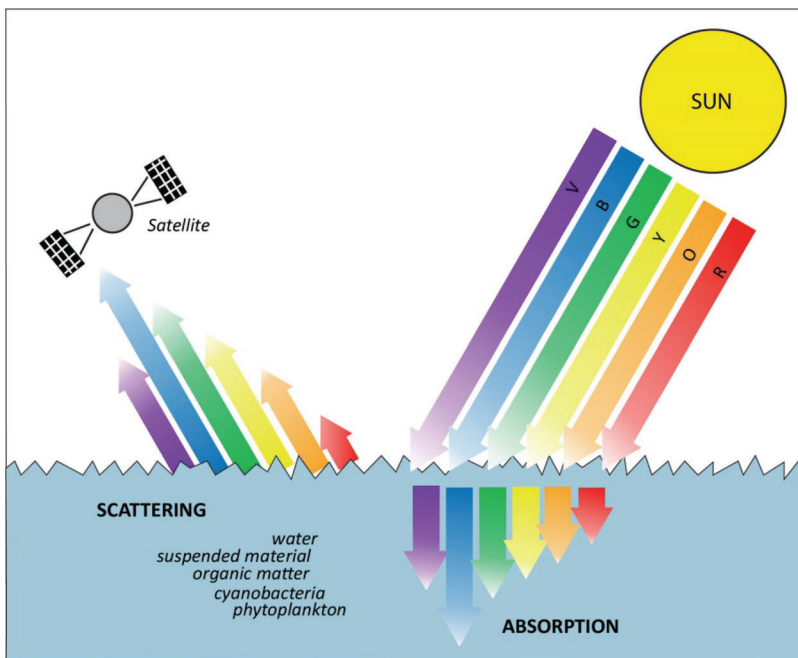 SUN
Satellite
V
B
G
Y
O
R
SCATTERING
water
suspended material
organic matter
cyanobacteria
phytoplankton
ABSORPTION